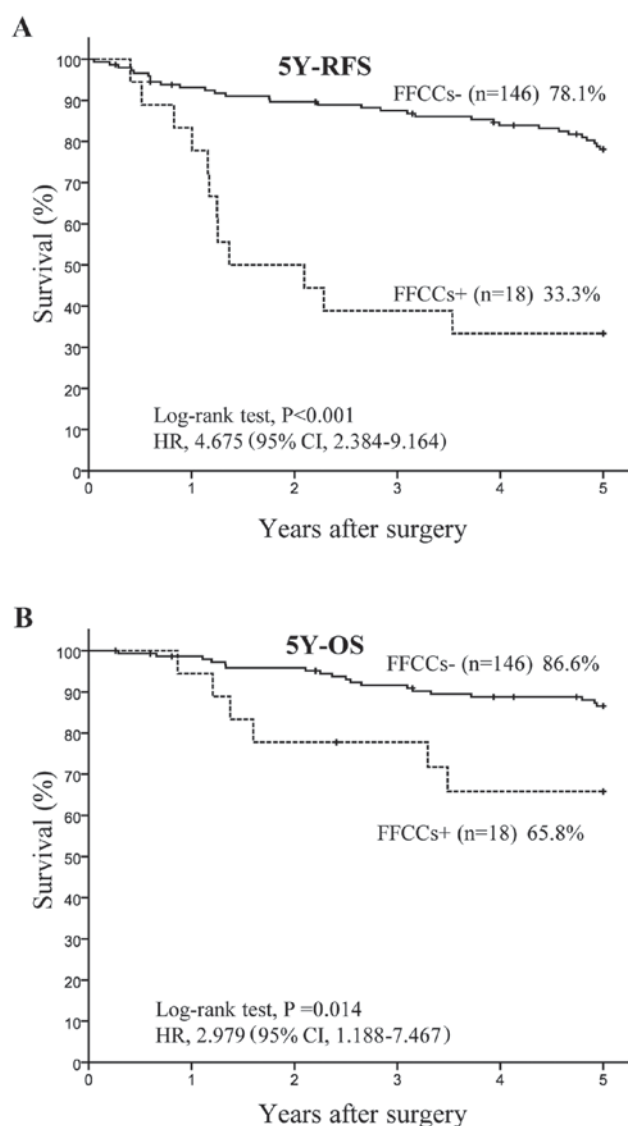 A
5Y-RFS
FFCCs- (n=146) 78.1%
FFCCs+ (n=18) 33.3%
Log-rank test, P<0.001
HR, 4.675 (95% CI, 2.384-9.164)
Survival (%)
100
90
80
70
60
50
40
30
20
10
0
0 1 2 3 4 5
Years after surgery
B
5Y-OS
FFCCs- (n=146) 86.6%
FFCCs+ (n=18) 65.8%
Log-rank test, P =0.014
HR, 2.979 (95% CI, 1.188-7.467)
Survival (%)
100
90
80
70
60
50
40
30
20
10
0
0 1 2 3 4 5
Years after surgery